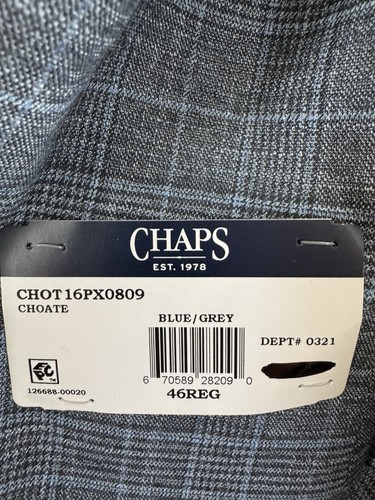 CHAPS
EST. 1978
CHOT16PX0809
CHOATE
BLUE/GREY
DEPT# 0321
6 70589 28209 0
126688-00020
46REG